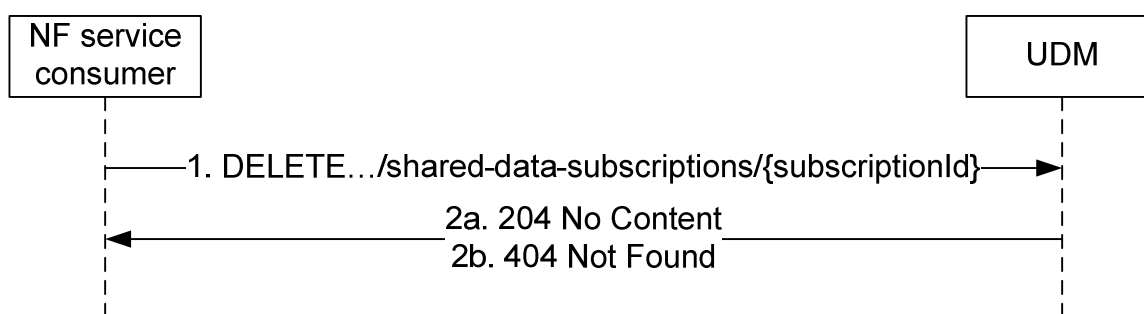 NF service
consumer
UDM
1. DELETE…/shared-data-subscriptions/{subscriptionId}
2a. 204 No Content
2b. 404 Not Found